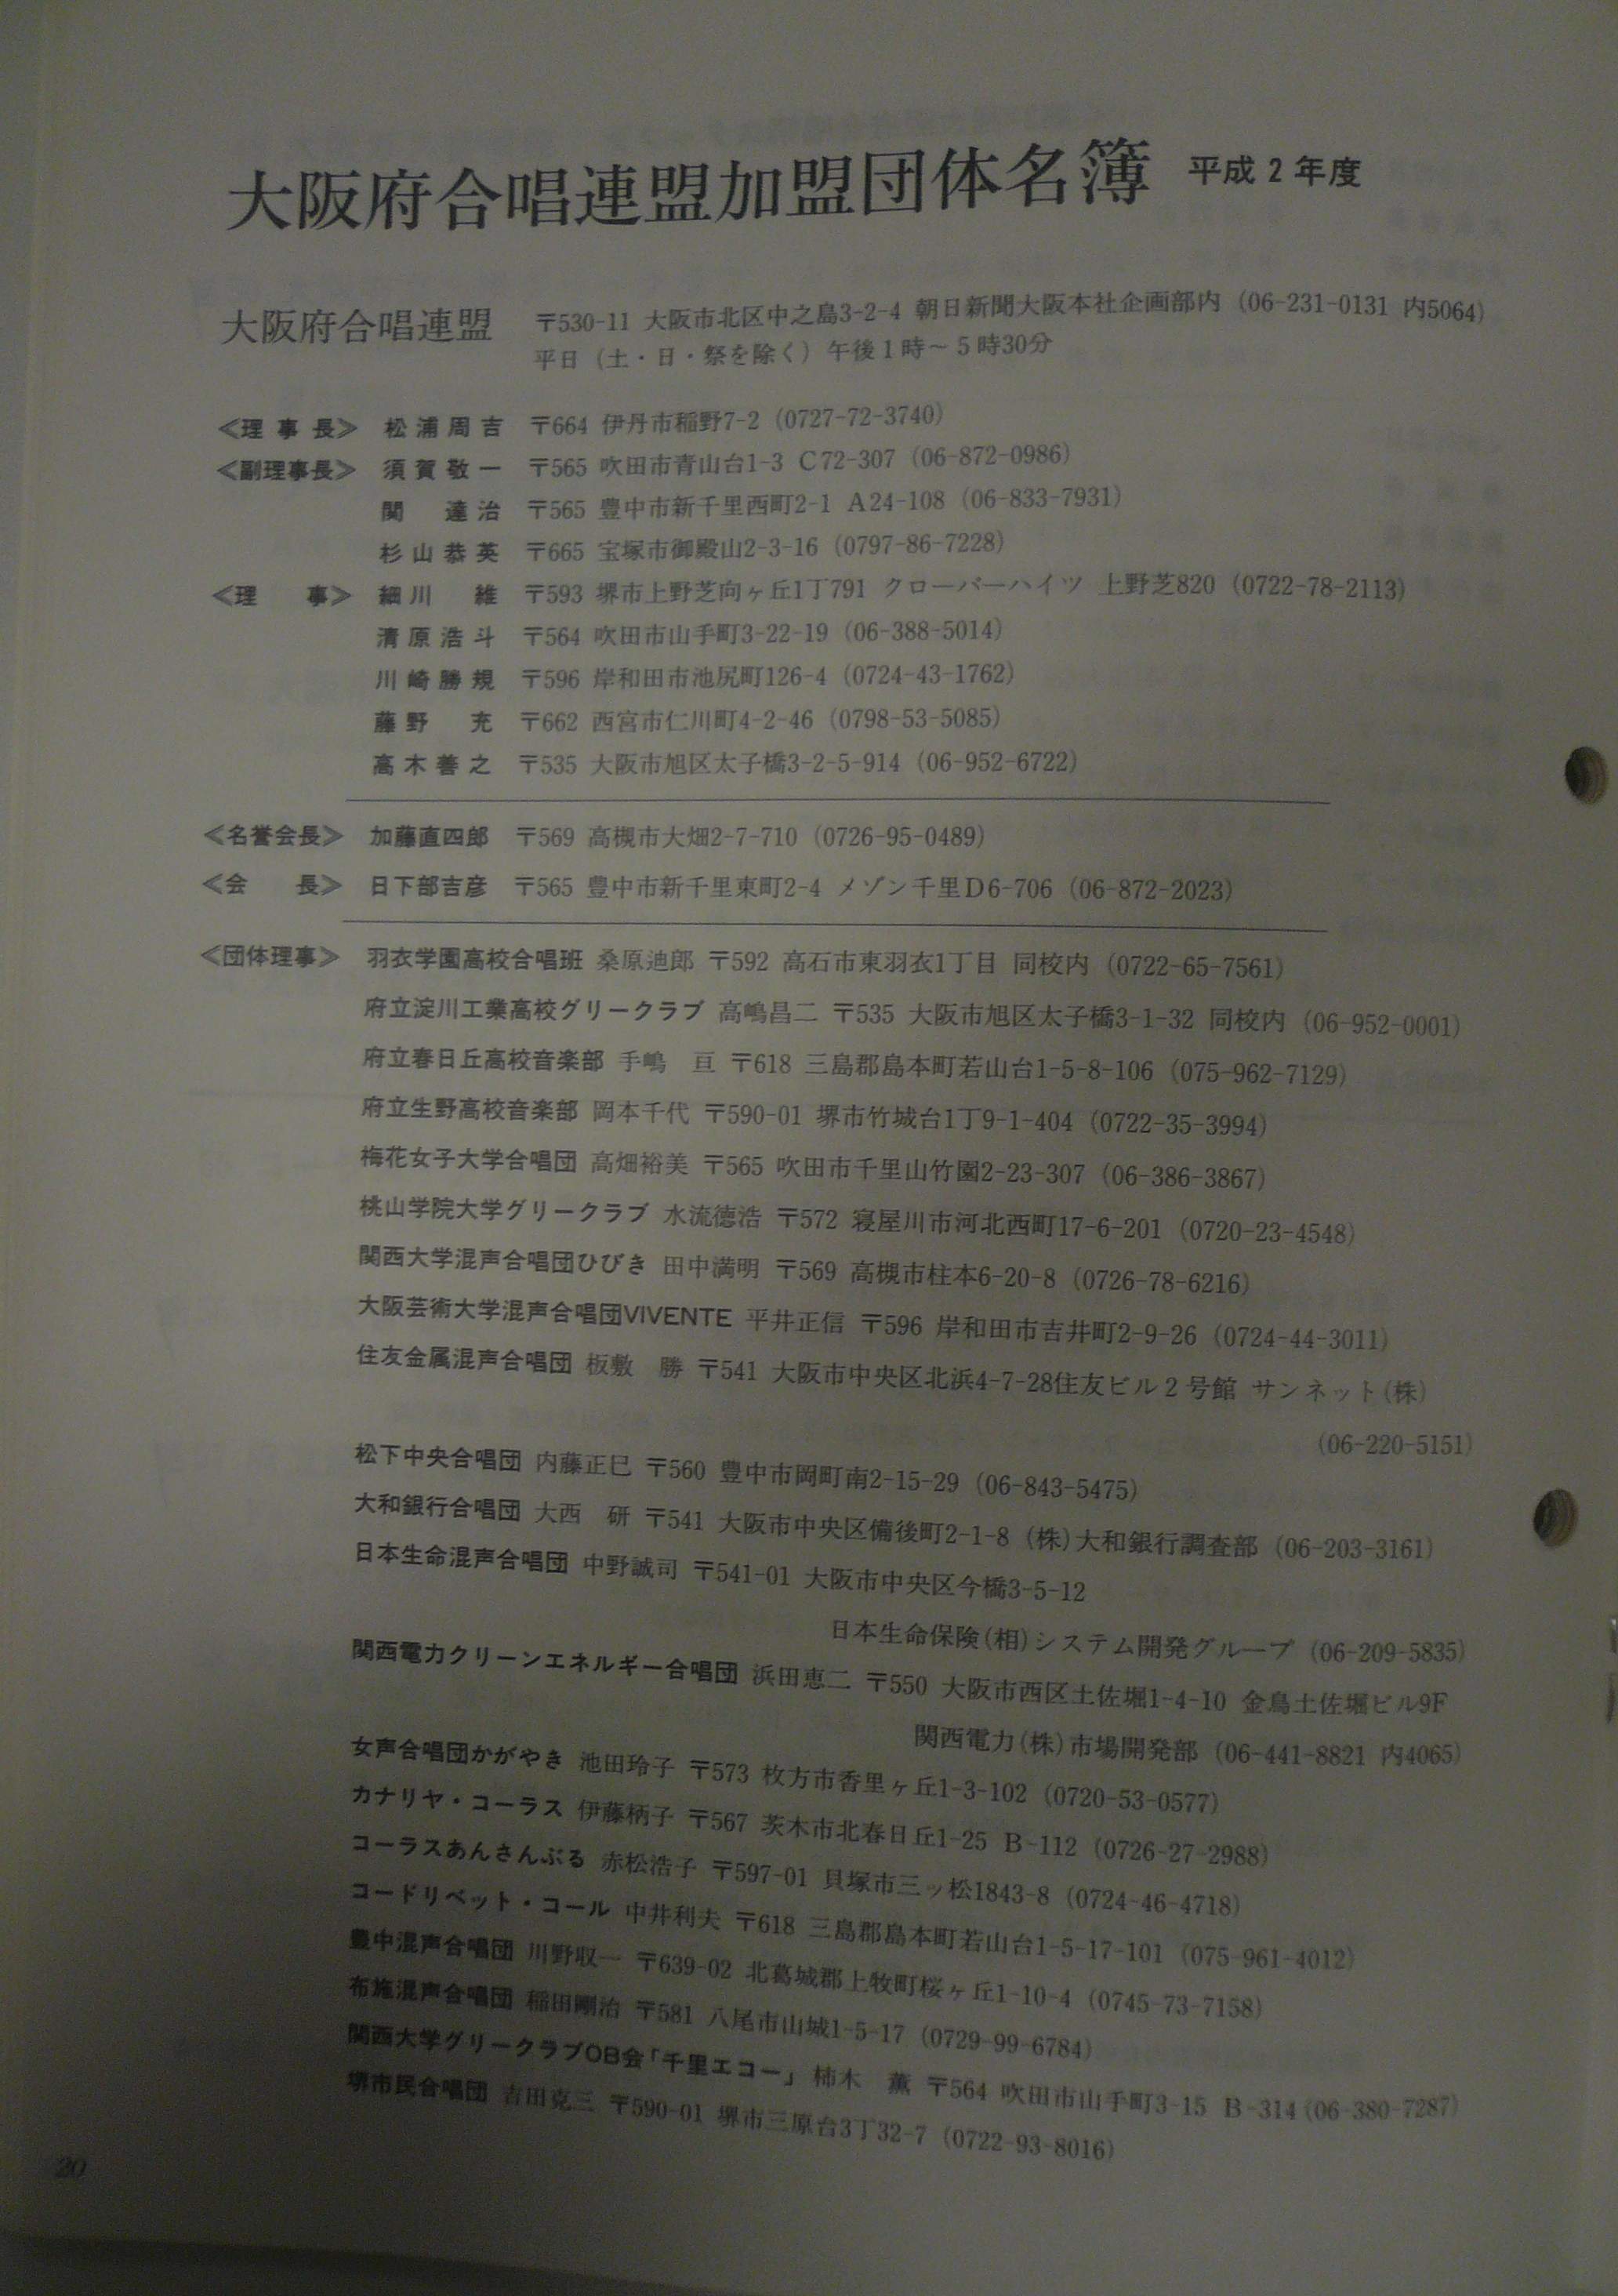 大阪府合唱連盟加盟団体名簿 平成2年度
大阪府合唱連盟 〒530-11 大阪市北区中之島3-2-4 朝日新聞大阪本社企画部内 (06-231-0131 内5064)
平日(土・日・祭を除く)午後1時~5時30分
≪理事長≫ 松浦周吉 〒664 伊丹市稲野7-2 (0727-72-3740)
≪副理事長≫ 須賀敬一 〒565 吹田市青山台1-3 C72-307 (06-872-0986)
関 達治 〒565 豊中市新千里西町2-1 A24-108 (06-833-7931)
杉山恭英 〒665 宝塚市御殿山2-3-16 (0797-86-7228)
≪理 事≫ 細川 維 〒593 堺市上野芝向ヶ丘1丁791 クローバーハイツ 上野芝820 (0722-78-2113)
清原浩斗 〒564 吹田市山手町3-22-19 (06-388-5014)
川崎勝規 〒596 岸和田市池尻町126-4 (0724-43-1762)
藤野 充 〒662 西宮市仁川町4-2-46 (0798-53-5085)
高木善之 〒535 大阪市旭区太子橋3-2-5-914 (06-952-6722)
≪名誉会長≫ 加藤直四郎 〒569 高槻市大畑2-7-710 (0726-95-0489)
≪会 長≫ 日下部吉彦 〒565 豊中市新千里東町2-4 メゾン千里D6-706 (06-872-2023)
≪団体理事≫ 羽衣学園高校合唱班 桑原迪郎 〒592 高石市東羽衣1丁目 同校内 (0722-65-7561)
府立淀川工業高校グリークラブ 高嶋昌二 〒535 大阪市旭区太子橋3-1-32 同校内 (06-952-0001)
府立春日丘高校音楽部 手嶋 亘 〒618 三島郡島本町若山台1-5-8-106 (075-962-7129)
府立生野高校音楽部 岡本千代 〒590-01 堺市竹城台1丁9-1-404 (0722-35-3994)
梅花女子大学合唱団 高畑裕美 〒565 吹田市千里山竹園2-23-307 (06-386-3867)
桃山学院大学グリークラブ 水流徳浩 〒572 寝屋川市河北西町17-6-201 (0720-23-4548)
関西大学混声合唱団ひびき 田中満明 〒569 高槻市柱本6-20-8 (0726-78-6216)
大阪芸術大学混声合唱団VIVENTE 平井正信 〒596 岸和田市吉井町2-9-26 (0724-44-3011)
住友金属混声合唱団 板敷 勝 〒541 大阪市中央区北浜4-7-28住友ビル2号館 サンネット(株)
(06-220-5151)
松下中央合唱団 内藤正巳 〒560 豊中市岡町南2-15-29 (06-843-5475)
大和銀行合唱団 大西 研 〒541 大阪市中央区備後町2-1-8 (株)大和銀行調査部 (06-203-3161)
日本生命混声合唱団 中野誠司 〒541-01 大阪市中央区今橋3-5-12
日本生命保険(相)システム開発グループ (06-209-5835)
関西電力クリーンエネルギー合唱団 浜田恵二 〒550 大阪市西区土佐堀1-4-10 金鳥土佐堀ビル9F
関西電力(株)市場開発部 (06-441-8821 内4065)
女声合唱団かがやき 池田玲子 〒573 枚方市香里ヶ丘1-3-102 (0720-53-0577)
カナリヤ・コーラス 伊藤柄子 〒567 茨木市北春日丘1-25 B-112 (0726-27-2988)
コーラスあんさんぶる 赤松浩子 〒597-01 貝塚市三ッ松1843-8 (0724-46-4718)
コードリベット・コール 中井利夫 〒618 三島郡島本町若山台1-5-17-101 (075-961-4012)
豊中混声合唱団 川野収一 〒639-02 北葛城郡上牧町桜ヶ丘1-10-4 (0745-73-7158)
布施混声合唱団 稲田剛治 〒581 八尾市山城1-5-17 (0729-99-6784)
関西大学グリークラブOB会「千里エコー」 柿木 薫 〒564 吹田市山手町3-15 B-314 (06-380-7287)
堺市民合唱団 吉田克三 〒590-01 堺市三原台3丁32-7 (0722-93-8016)
20